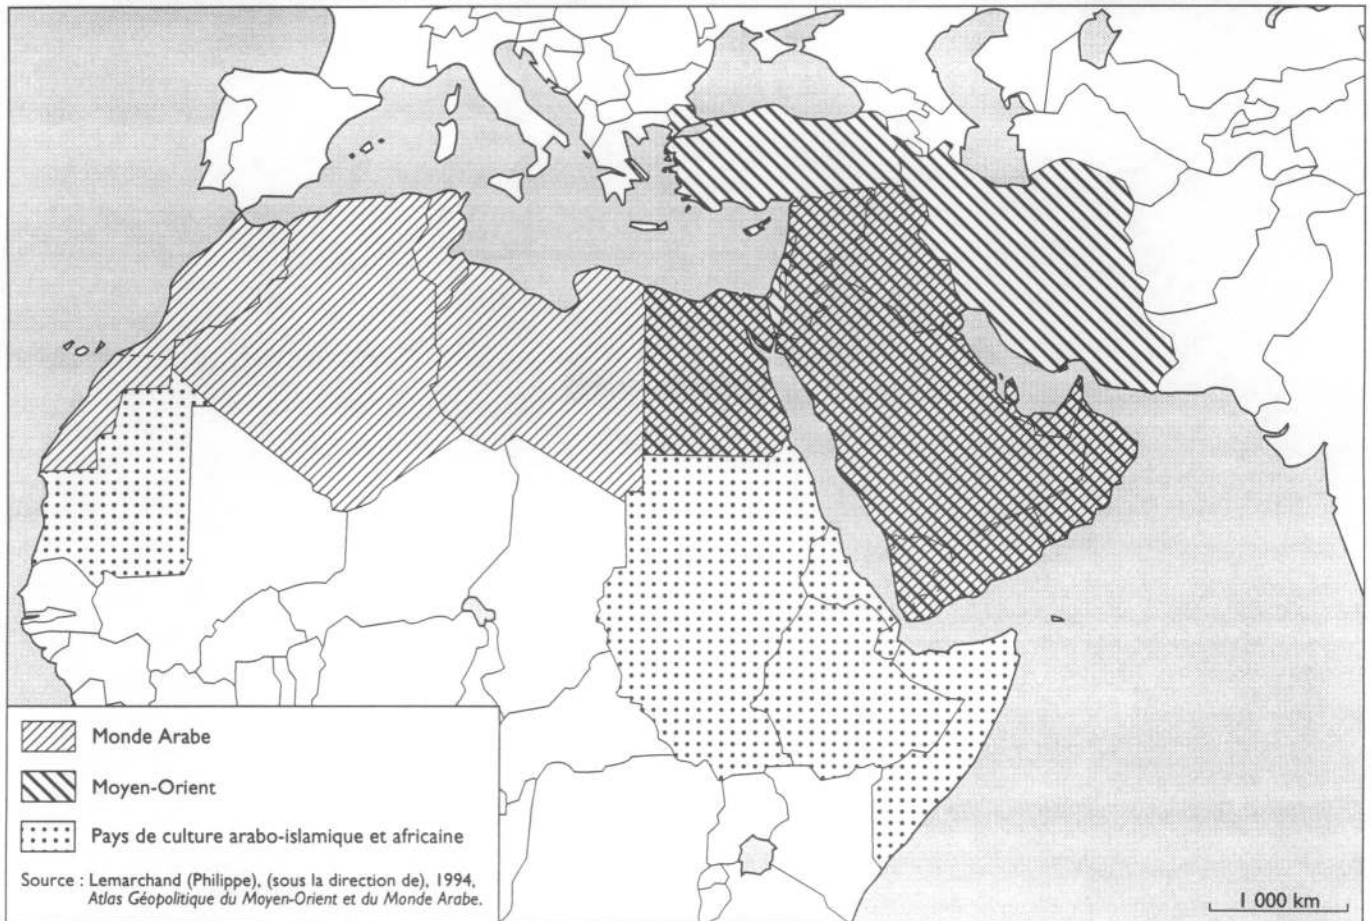 Monde Arabe
Moyen-Orient
Pays de culture arabo-islamique et africaine
Source : Lemarchand (Philippe), (sous la direction de), 1994,
Atlas Géopolitique du Moyen-Orient et du Monde Arabe.
1 000 km